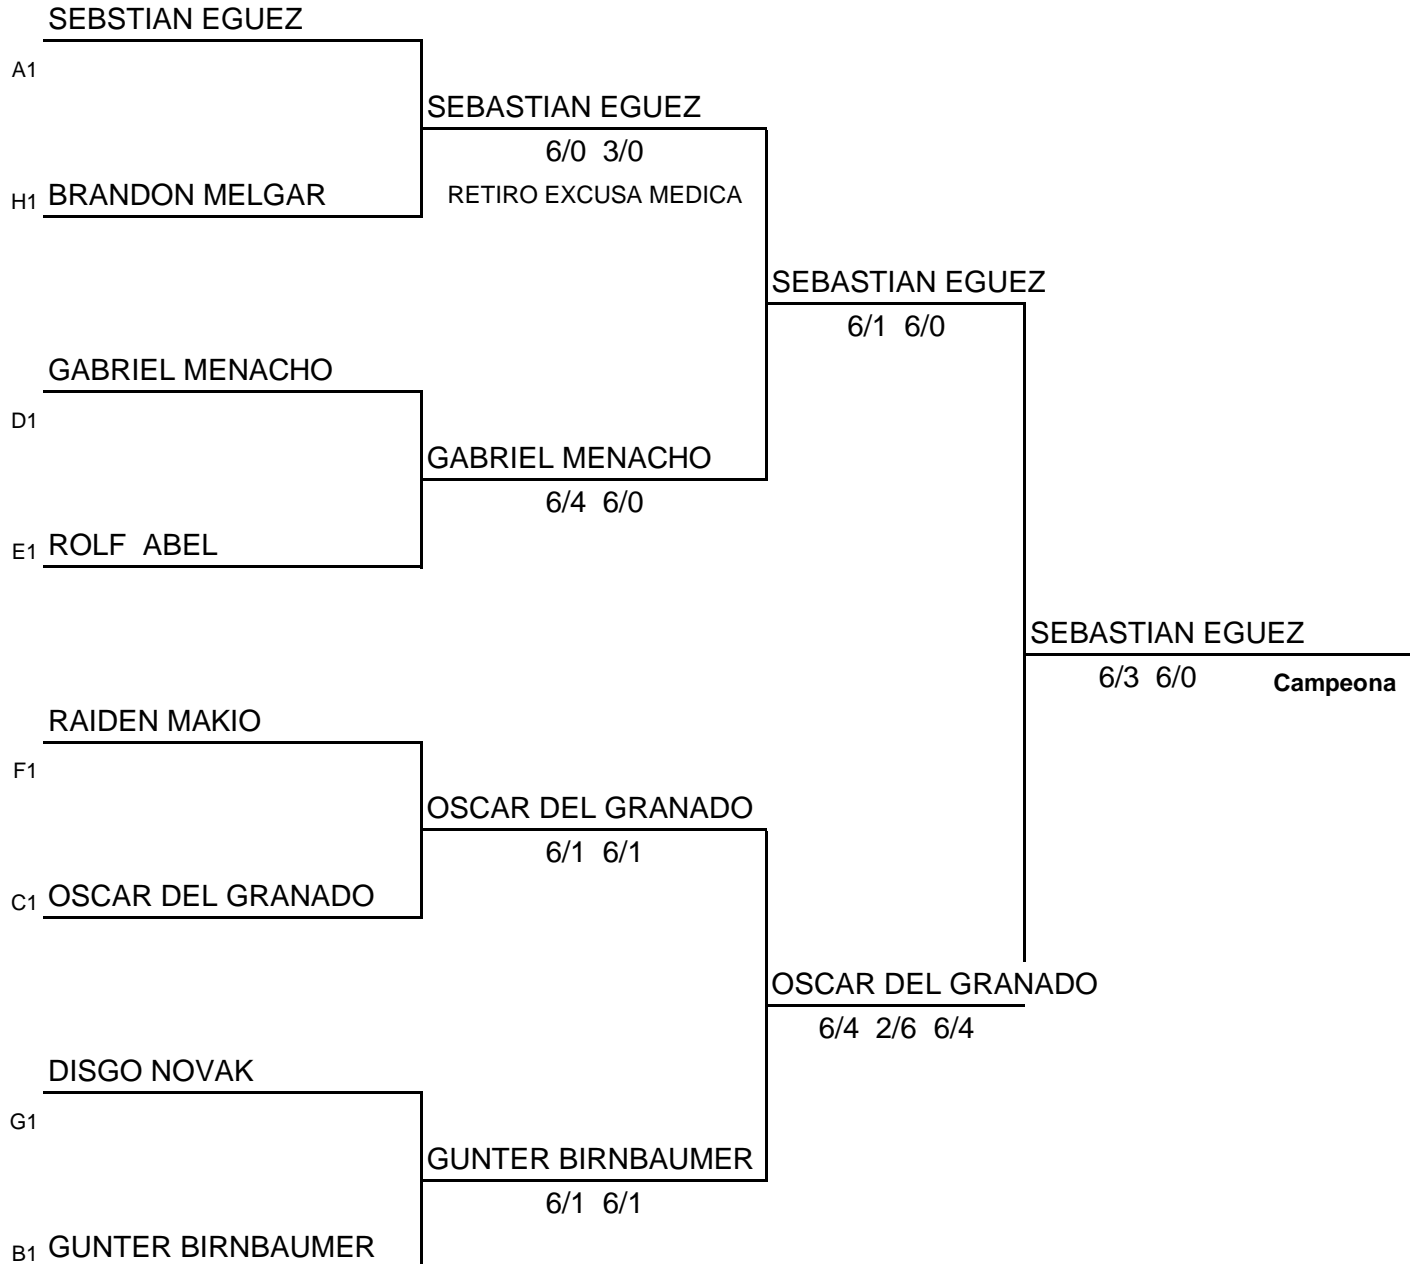 SEBSTIAN EGUEZ
A1
SEBASTIAN EGUEZ
6/0 3/0
H1 BRANDON MELGAR
RETIRO EXCUSA MEDICA
SEBASTIAN EGUEZ
6/1 6/0
GABRIEL MENACHO
D1
GABRIEL MENACHO
6/4 6/0
E1 ROLF ABEL
SEBASTIAN EGUEZ
6/3 6/0 Campeona
RAIDEN MAKIO
F1
OSCAR DEL GRANADO
6/1 6/1
C1 OSCAR DEL GRANADO
OSCAR DEL GRANADO
6/4 2/6 6/4
DISGO NOVAK
G1
GUNTER BIRNBAUMER
6/1 6/1
B1 GUNTER BIRNBAUMER